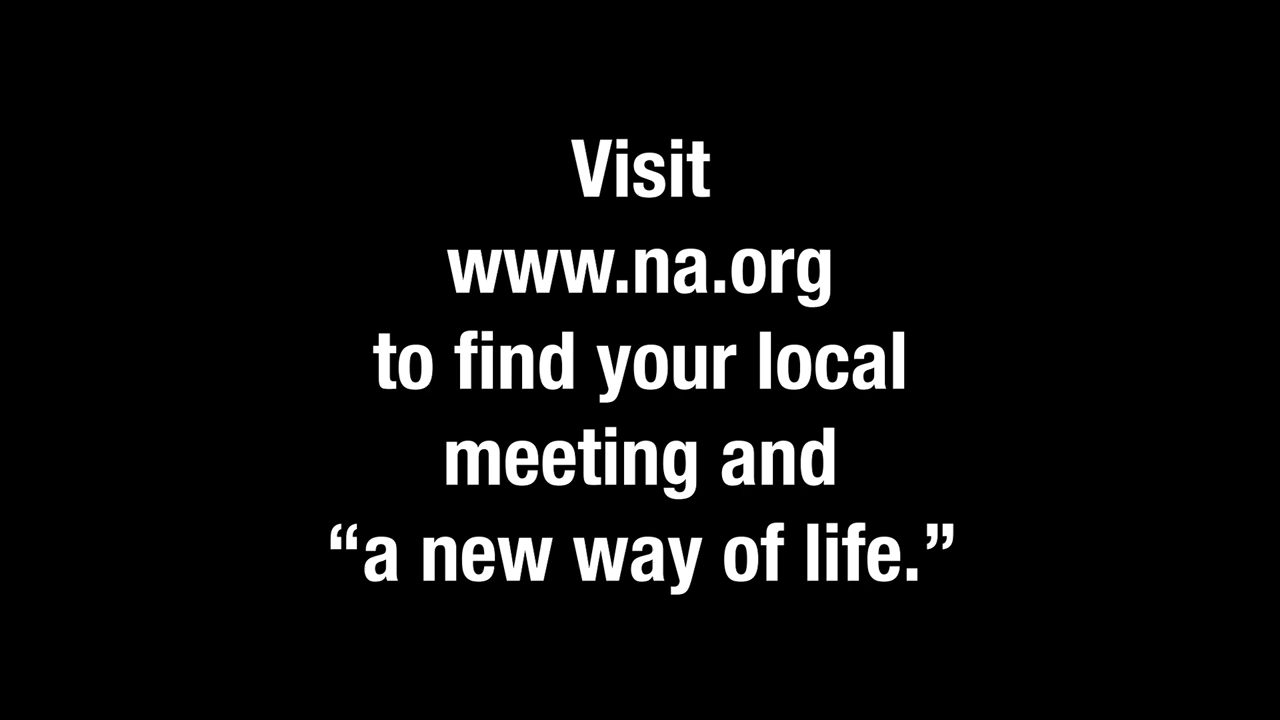 Visit
www.na.org
to find your local
meeting and
“a new way of life.”